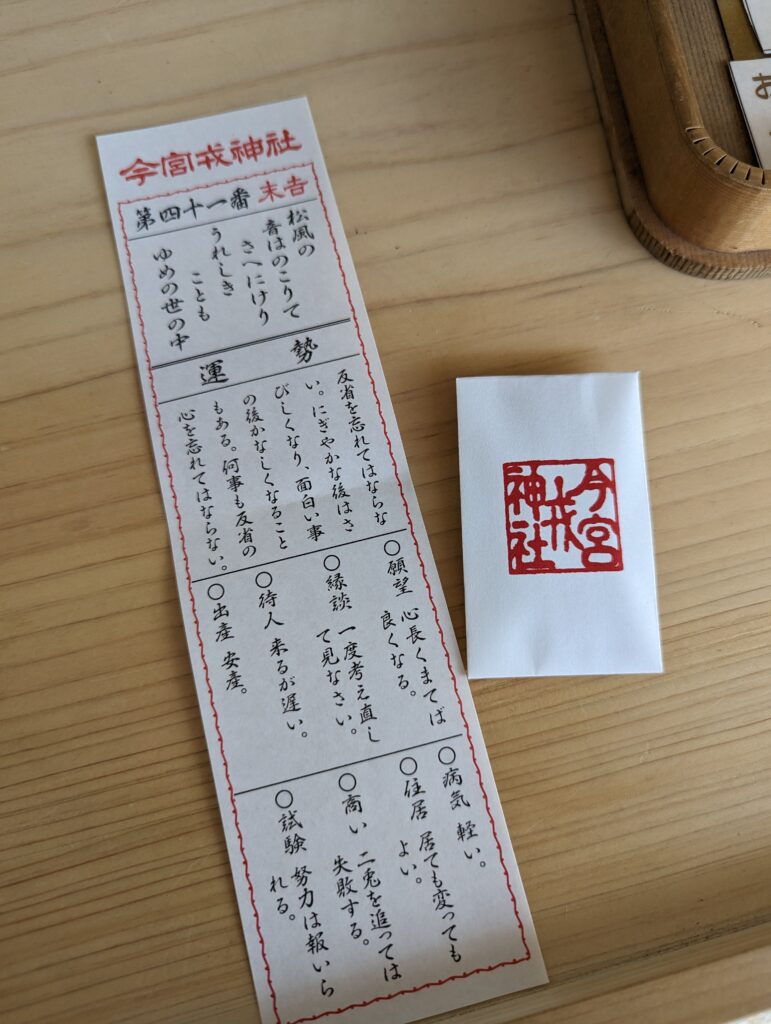 今宮戎神社
第四十一番 末吉
松風の
音はのこりて
さへにけり
うれしき
ことも
ゆめの世の中
運勢
反省を忘れてはならな
い。にぎやかな後はさ
びしくなり、面白い事
の後かなしくなること
もある。何事も反省の
心を忘れてはならない。
○願望 心長くまてば
良くなる。
○縁談 一度考え直し
て見なさい。
○待人 来るが遅い。
○出産 安産。
○病気 軽い。
○住居 居ても変っても
よい。
○商い 二兎を追っては
失敗する。
○試験 努力は報いら
れる。
今宮
戎
神社
お